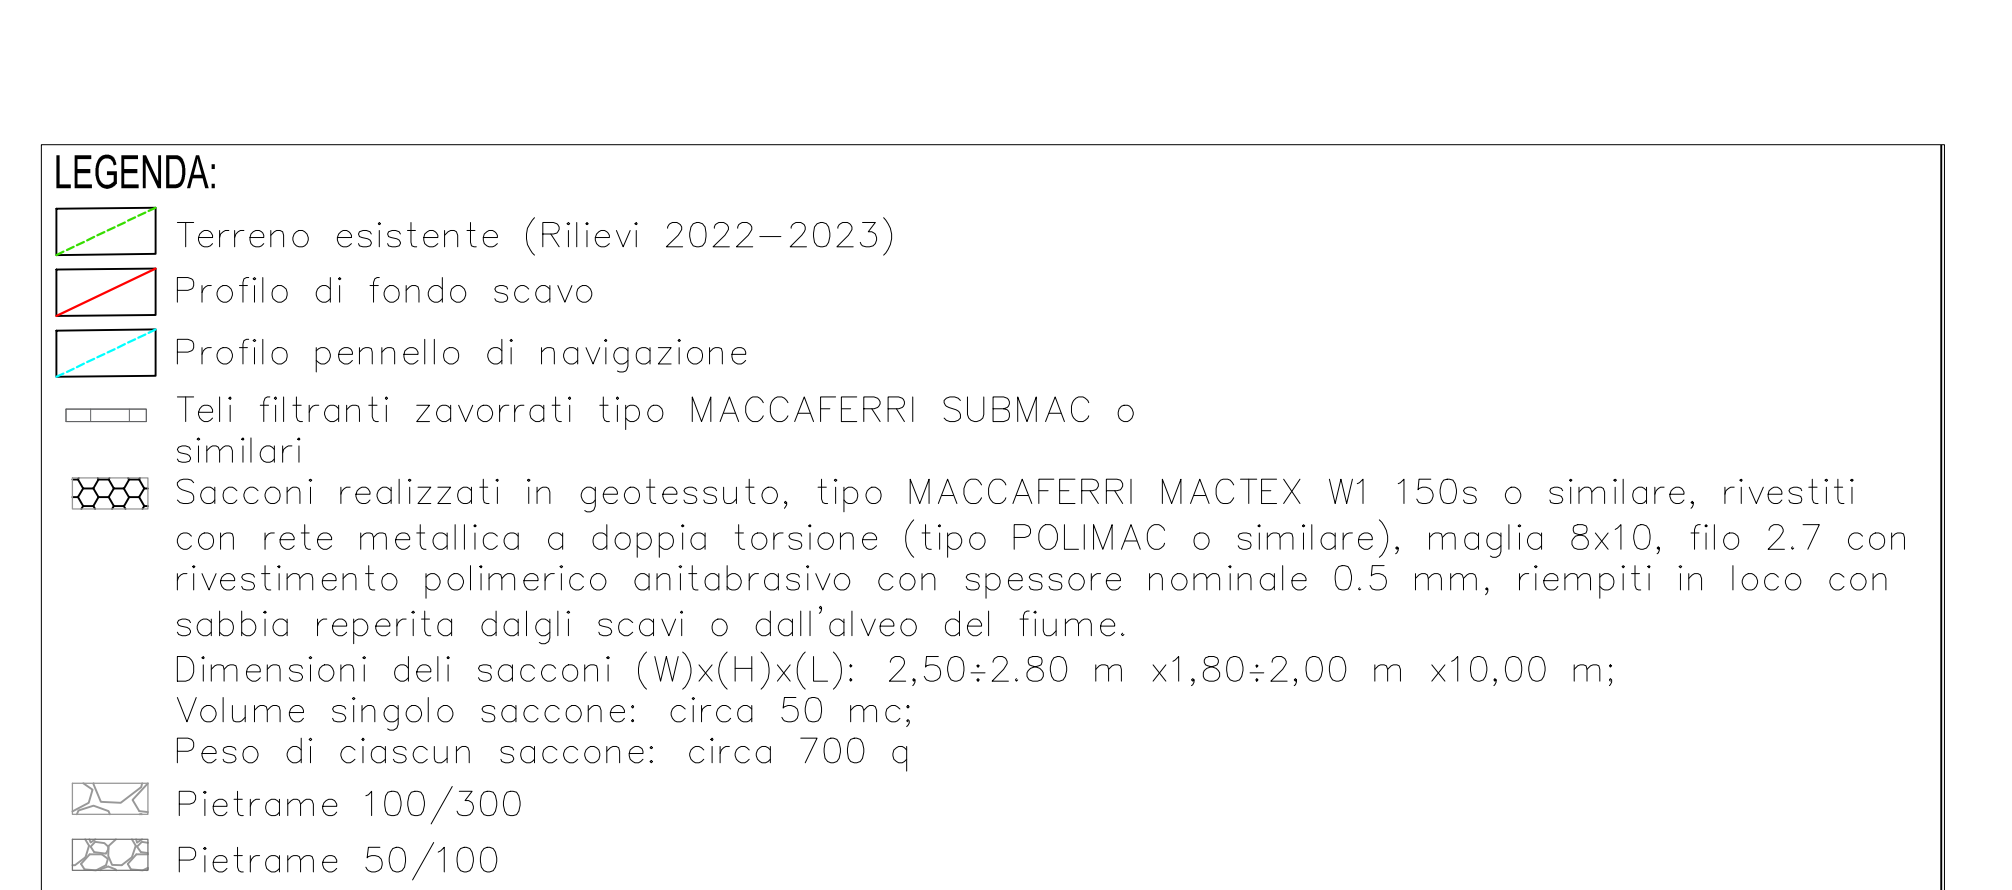 LEGENDA:
Terreno esistente (Rilievi 2022-2023)
Profilo di fondo scavo
Profilo pennello di navigazione
Teli filtranti zavorrati tipo MACCAFERRI SUBMAC o
similari
Sacconi realizzati in geotessuto, tipo MACCAFERRI MACTEX W1 150s o similare, rivestiti
con rete metallica a doppia torsione (tipo POLIMAC o similare), maglia 8x10, filo 2.7 con
rivestimento polimerico anitabrasivo con spessore nominale 0.5 mm, riempiti in loco con
sabbia reperita dalgli scavi o dall'alveo del fiume.
Dimensioni deli sacconi (W)x(H)x(L): 2,50÷2.80 m x1,80÷2,00 m x10,00 m;
Volume singolo saccone: circa 50 mc;
Peso di ciascun saccone: circa 700 q
Pietrame 100/300
Pietrame 50/100